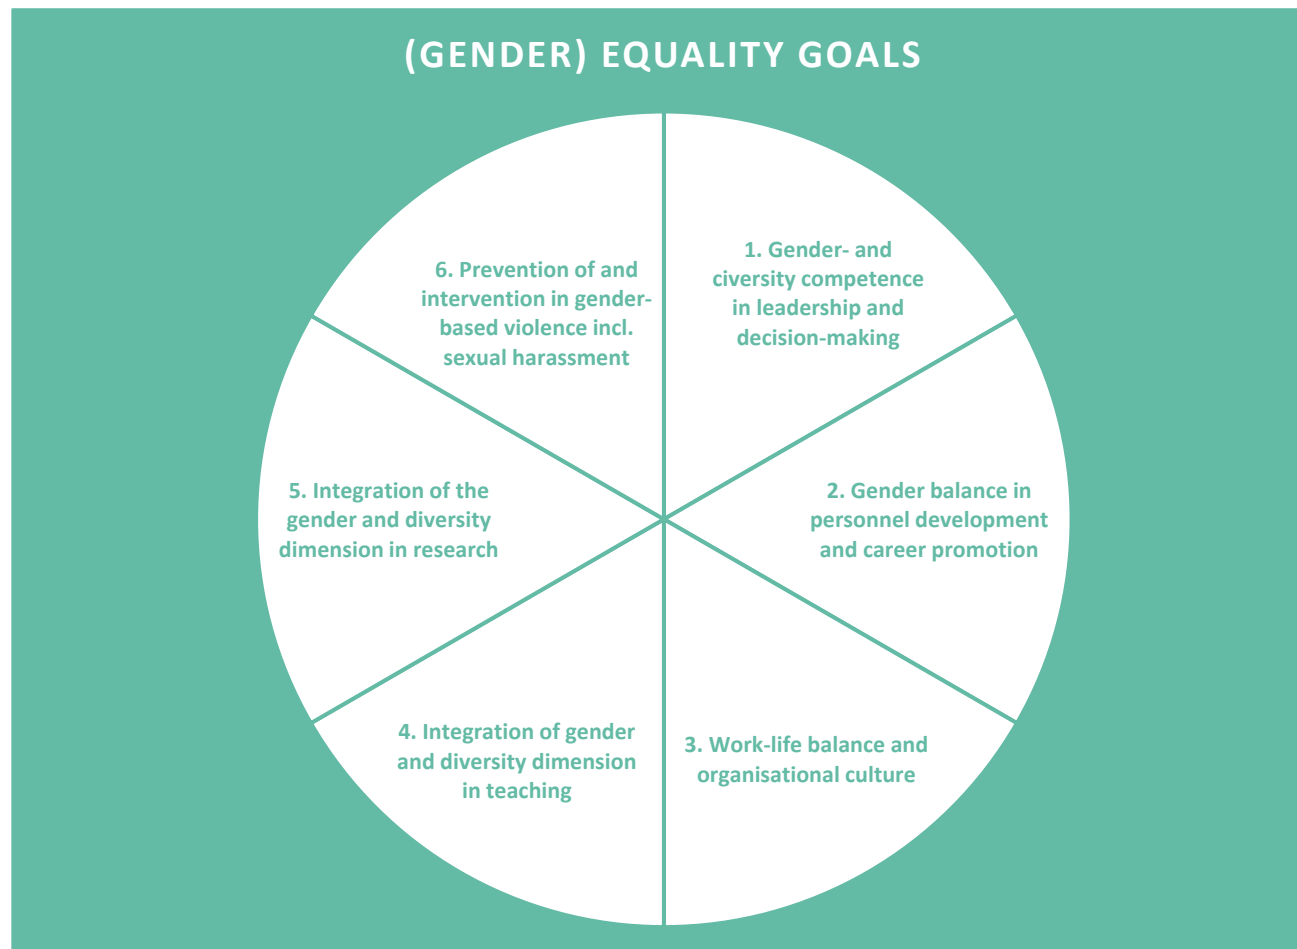 (GENDER) EQUALITY GOALS
1. Gender- and
civersity competence
in leadership and
decision-making
2. Gender balance in
personnel development
and career promotion
3. Work-life balance and
organisational culture
4. Integration of gender
and diversity dimension
in teaching
5. Integration of the
gender and diversity
dimension in research
6. Prevention of and
intervention in gender-
based violence incl.
sexual harassment